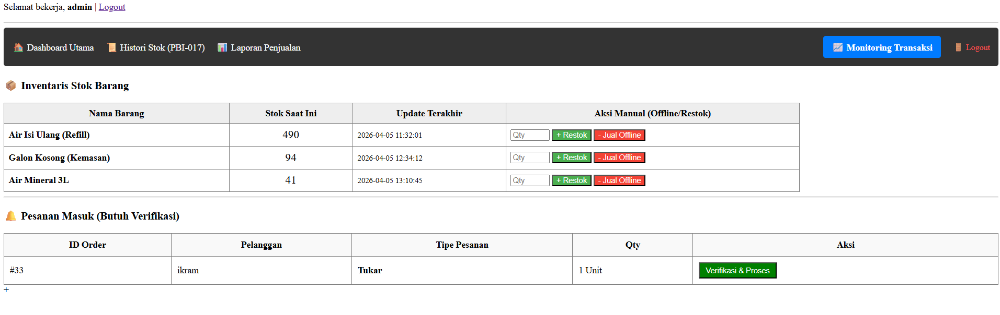 Selamat bekerja, admin | Logout
Dashboard Utama Histori Stok (PBI-017) Laporan Penjualan Monitoring Transaksi Logout
Inventaris Stok Barang
Nama Barang Stok Saat Ini Update Terakhir Aksi Manual (Offline/Restok)
Air Isi Ulang (Refill) 490 2026-04-05 11:32:01 Qty + Restok - Jual Offline
Galon Kosong (Kemasan) 94 2026-04-05 12:34:12 Qty + Restok - Jual Offline
Air Mineral 3L 41 2026-04-05 13:10:45 Qty + Restok - Jual Offline
Pesanan Masuk (Butuh Verifikasi)
ID Order Pelanggan Tipe Pesanan Qty Aksi
#33 ikram Tukar 1 Unit Verifikasi & Proses
+